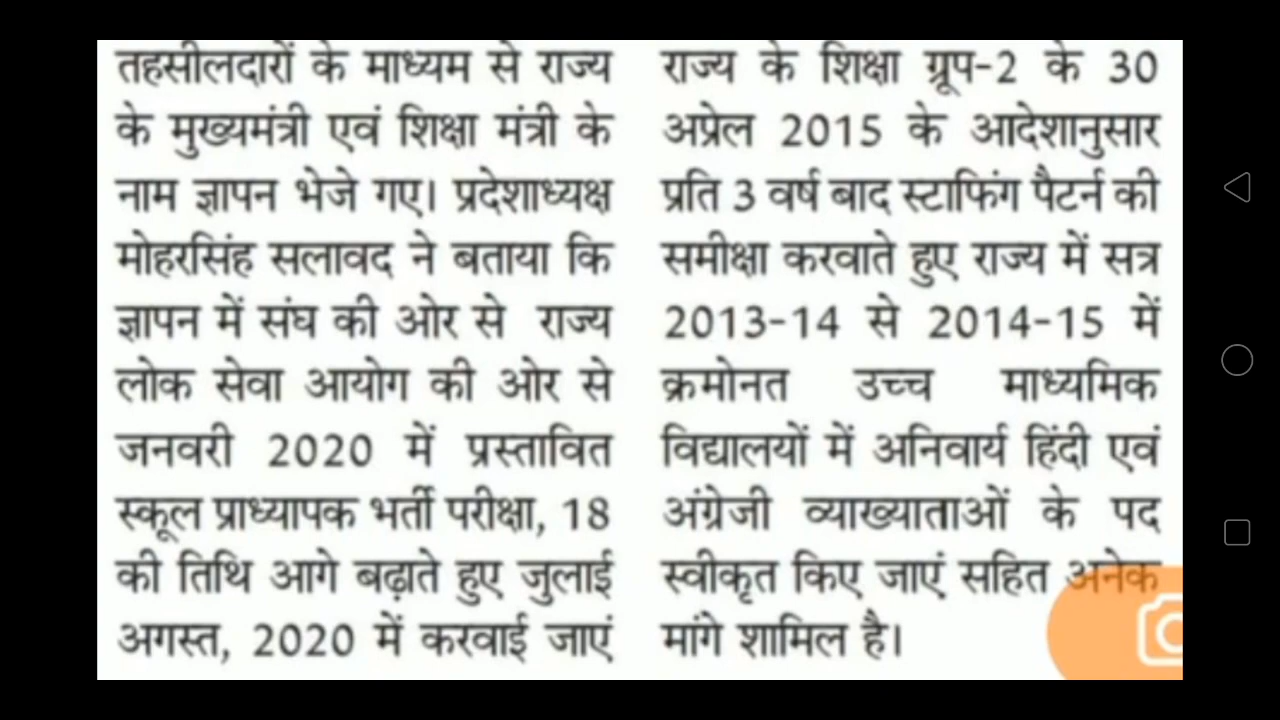 तहसीलदारों के माध्यम से राज्य
के मुख्यमंत्री एवं शिक्षा मंत्री के
नाम ज्ञापन भेजे गए। प्रदेशाध्यक्ष
मोहरसिंह सलावद ने बताया कि
ज्ञापन में संघ की ओर से राज्य
लोक सेवा आयोग की ओर से
जनवरी 2020 में प्रस्तावित
स्कूल प्राध्यापक भर्ती परीक्षा, 18
की तिथि आगे बढ़ाते हुए जुलाई
अगस्त, 2020 में करवाई जाएं
राज्य के शिक्षा ग्रूप-2 के 30
अप्रेल 2015 के आदेशानुसार
प्रति 3 वर्ष बाद स्टाफिंग पैटर्न की
समीक्षा करवाते हुए राज्य में सत्र
2013-14 से 2014-15 में
क्रमोनत उच्च माध्यमिक
विद्यालयों में अनिवार्य हिंदी एवं
अंग्रेजी व्याख्याताओं के पद
स्वीकृत किए जाएं सहित अनेक
मांगे शामिल है।